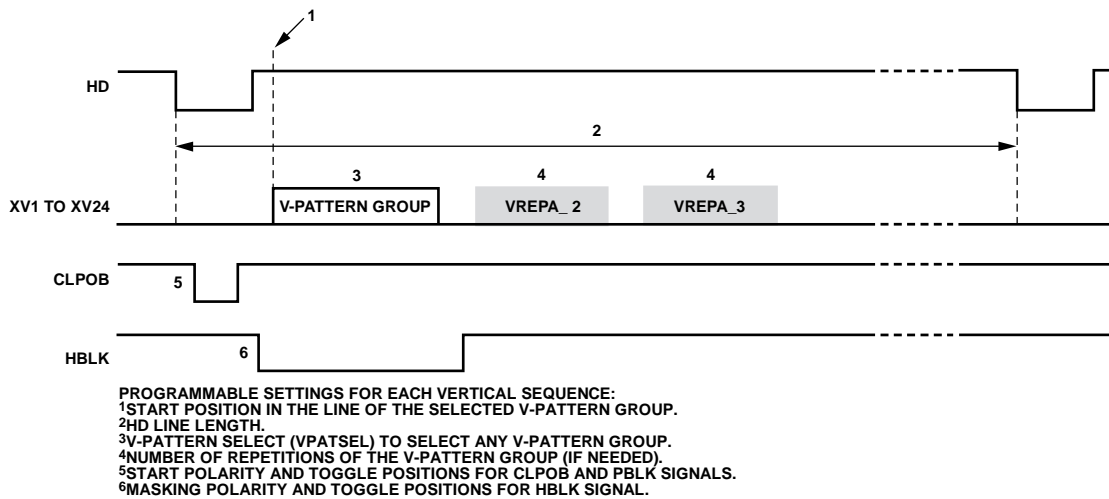 1
HD
2
3 4 4
XV1 TO XV24 V-PATTERN GROUP VREPA_ 2 VREPA_3
CLPOB 5
HBLK 6
PROGRAMMABLE SETTINGS FOR EACH VERTICAL SEQUENCE:
1START POSITION IN THE LINE OF THE SELECTED V-PATTERN GROUP.
2HD LINE LENGTH.
3V-PATTERN SELECT (VPATSEL) TO SELECT ANY V-PATTERN GROUP.
4NUMBER OF REPETITIONS OF THE V-PATTERN GROUP (IF NEEDED).
5START POLARITY AND TOGGLE POSITIONS FOR CLPOB AND PBLK SIGNALS.
6MASKING POLARITY AND TOGGLE POSITIONS FOR HBLK SIGNAL.